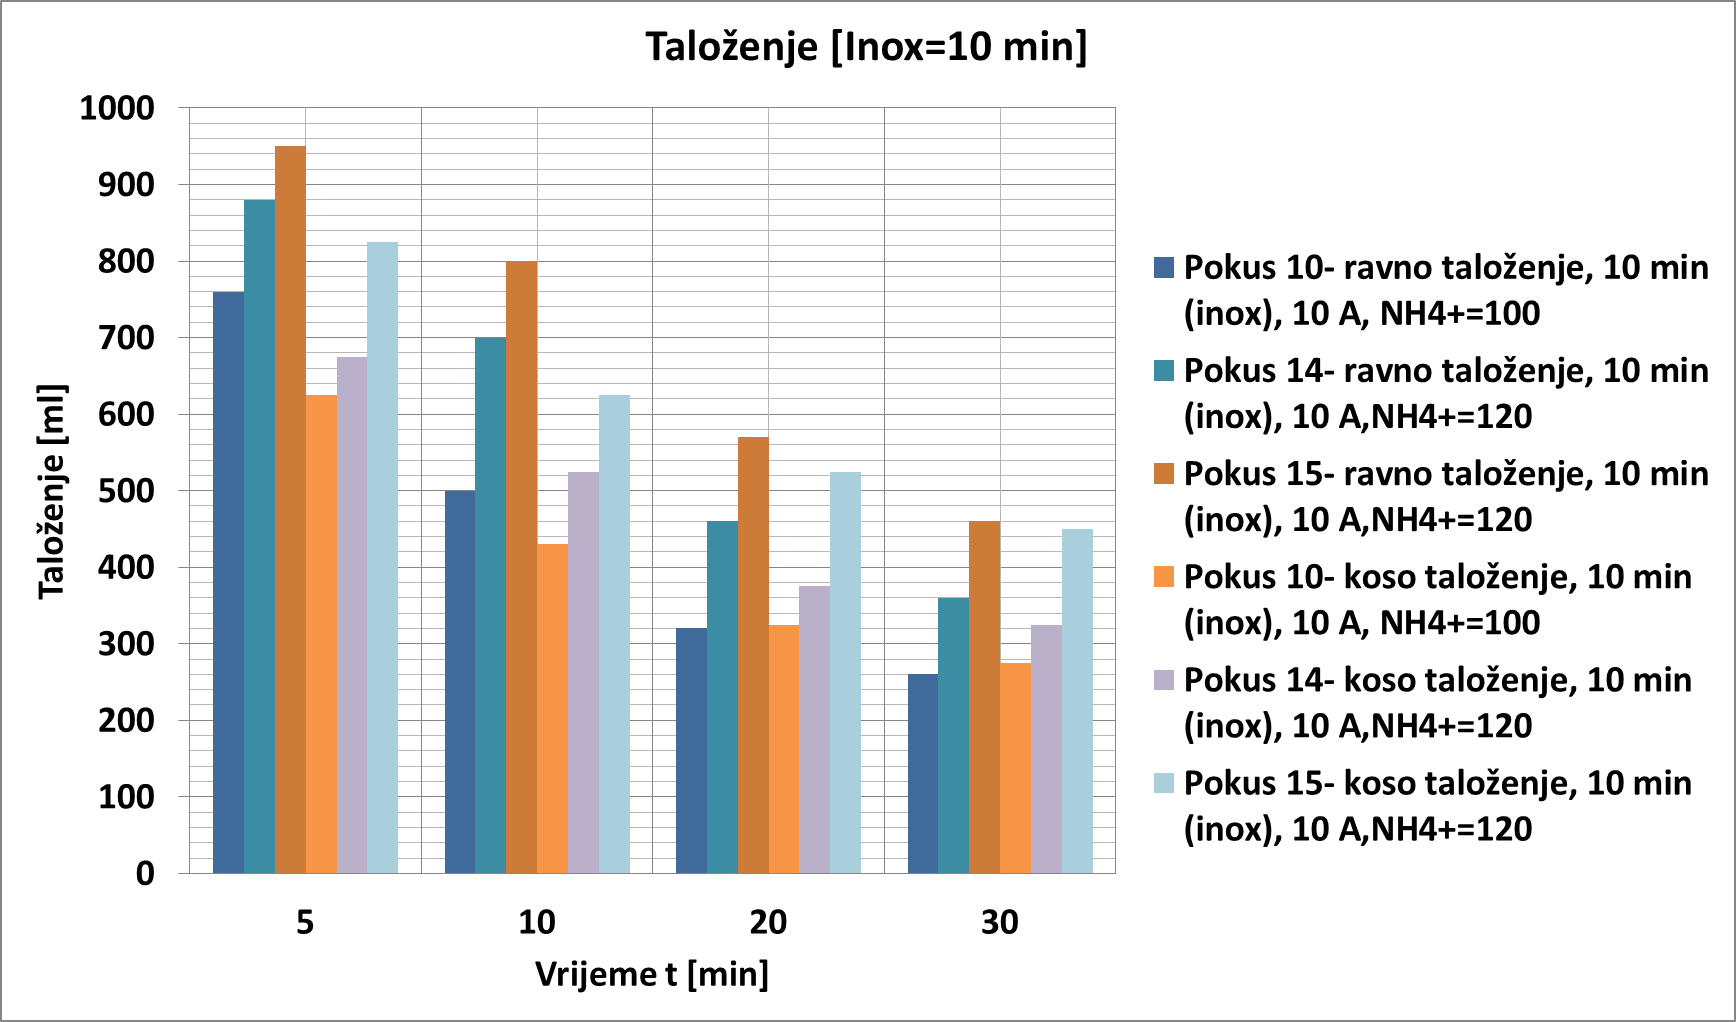 Taloženje [Inox=10 min]
1000
900
800
700
600
500
400
300
200
100
0
Taloženje [ml]
5 10 20 30
Vrijeme t [min]
Pokus 10- ravno taloženje, 10 min
(inox), 10 A, NH4+=100
Pokus 14- ravno taloženje, 10 min
(inox), 10 A,NH4+=120
Pokus 15- ravno taloženje, 10 min
(inox), 10 A,NH4+=120
Pokus 10- koso taloženje, 10 min
(inox), 10 A, NH4+=100
Pokus 14- koso taloženje, 10 min
(inox), 10 A,NH4+=120
Pokus 15- koso taloženje, 10 min
(inox), 10 A,NH4+=120